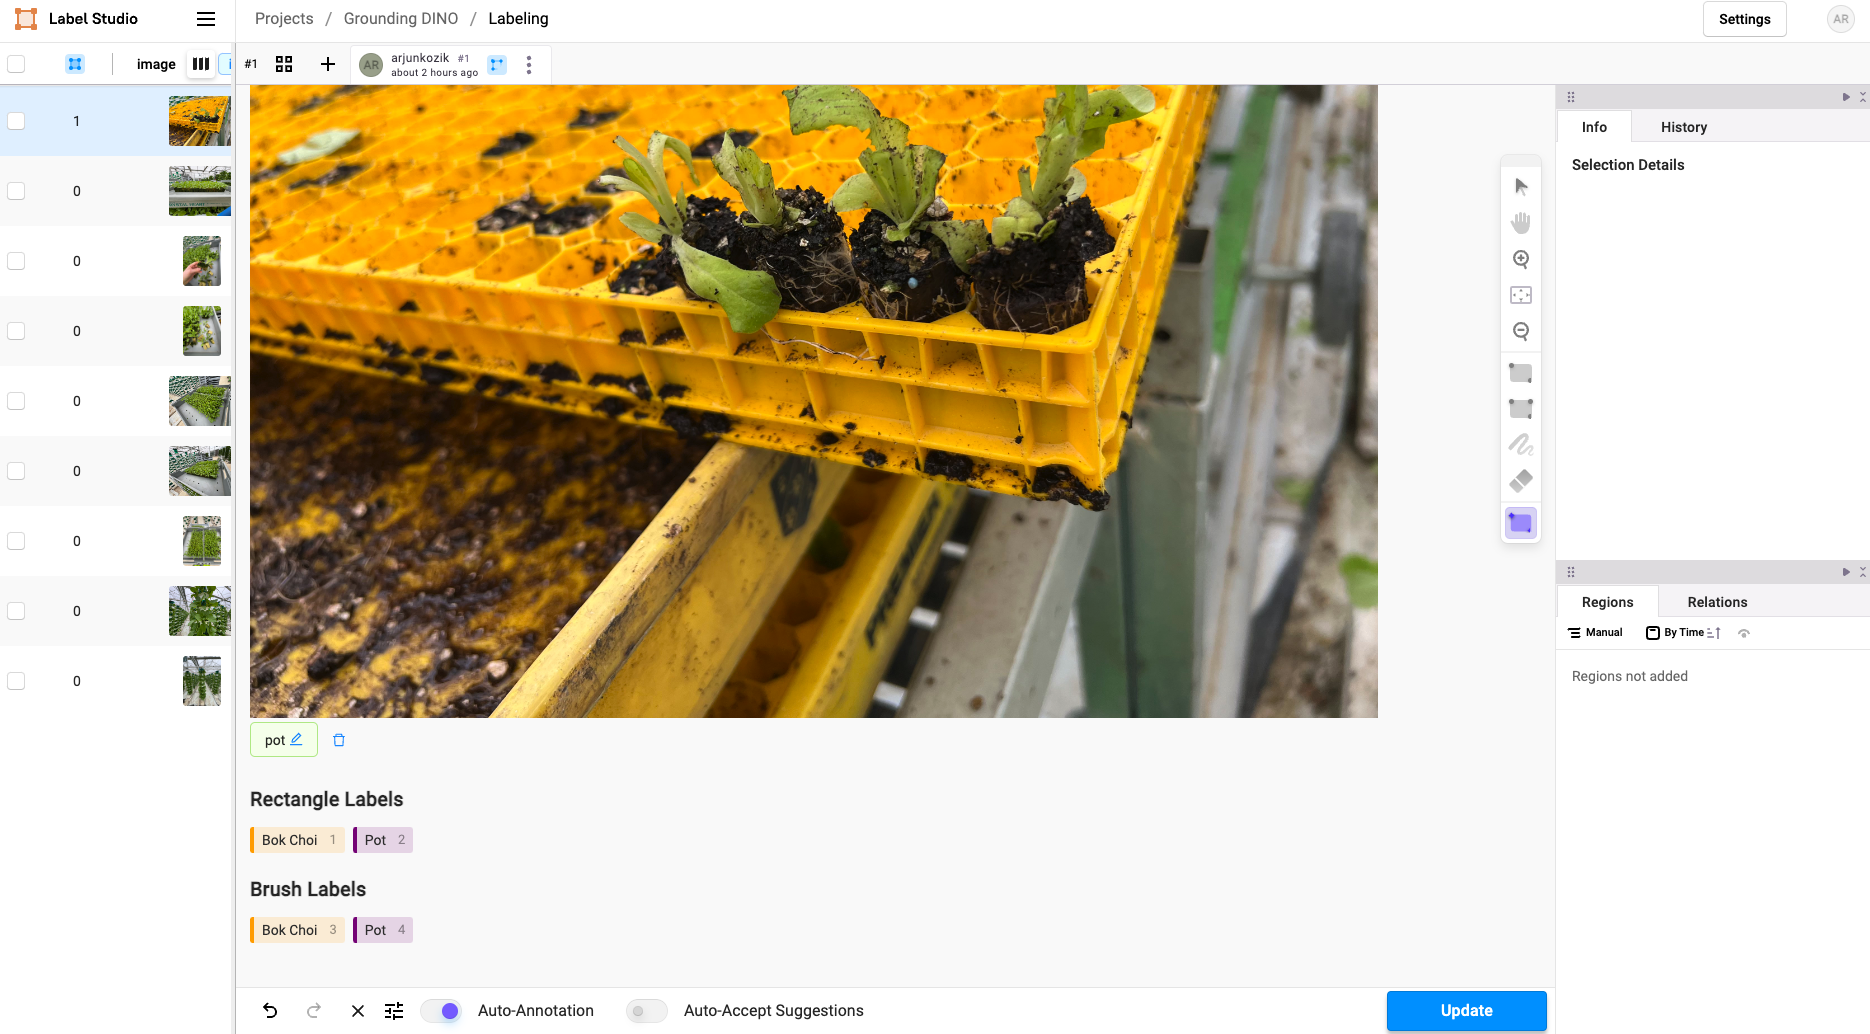 Label Studio
Projects / Grounding DINO / Labeling
Settings
AR
image
#1
AR
arjunkozik #1
about 2 hours ago
1
0
0
0
0
0
0
0
0
Info
History
Selection Details
Regions
Relations
Manual
By Time
Regions not added
pot
Rectangle Labels
Bok Choi 1
Pot 2
Brush Labels
Bok Choi 3
Pot 4
Auto-Annotation
Auto-Accept Suggestions
Update